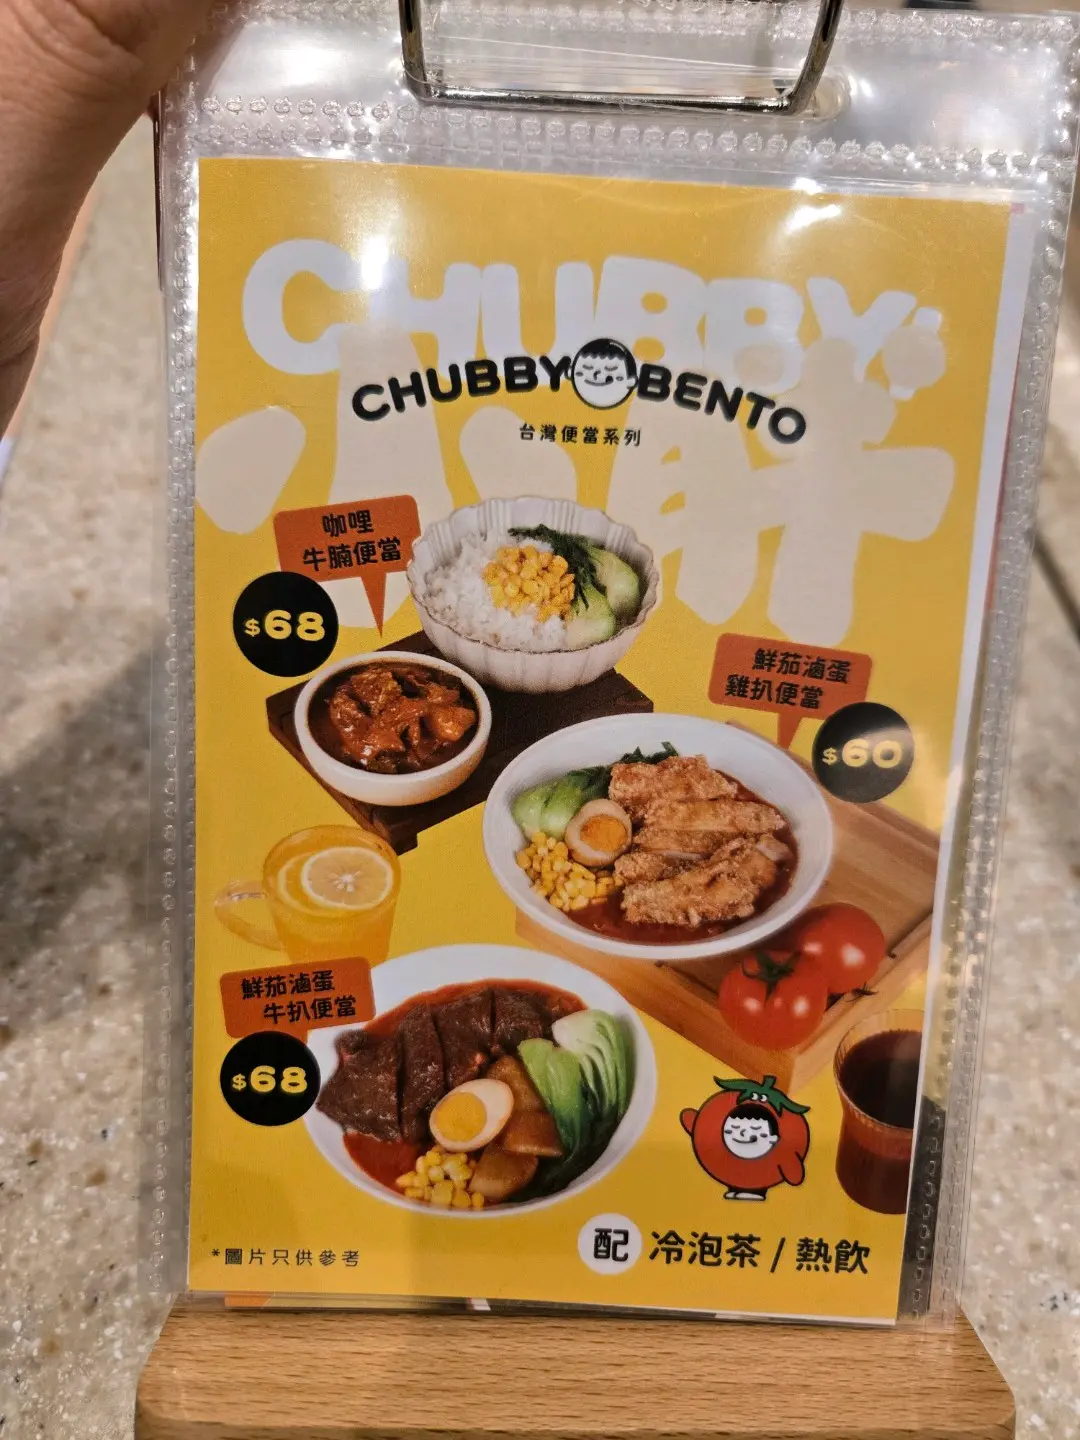 CHUBBY
小胖
CHUBBY BENTO
台灣便當系列
咖哩
牛腩便當
$68
鮮茄滷蛋
雞扒便當
$60
鮮茄滷蛋
牛扒便當
$68
配 冷泡茶 / 熱飲
*圖片只供參考